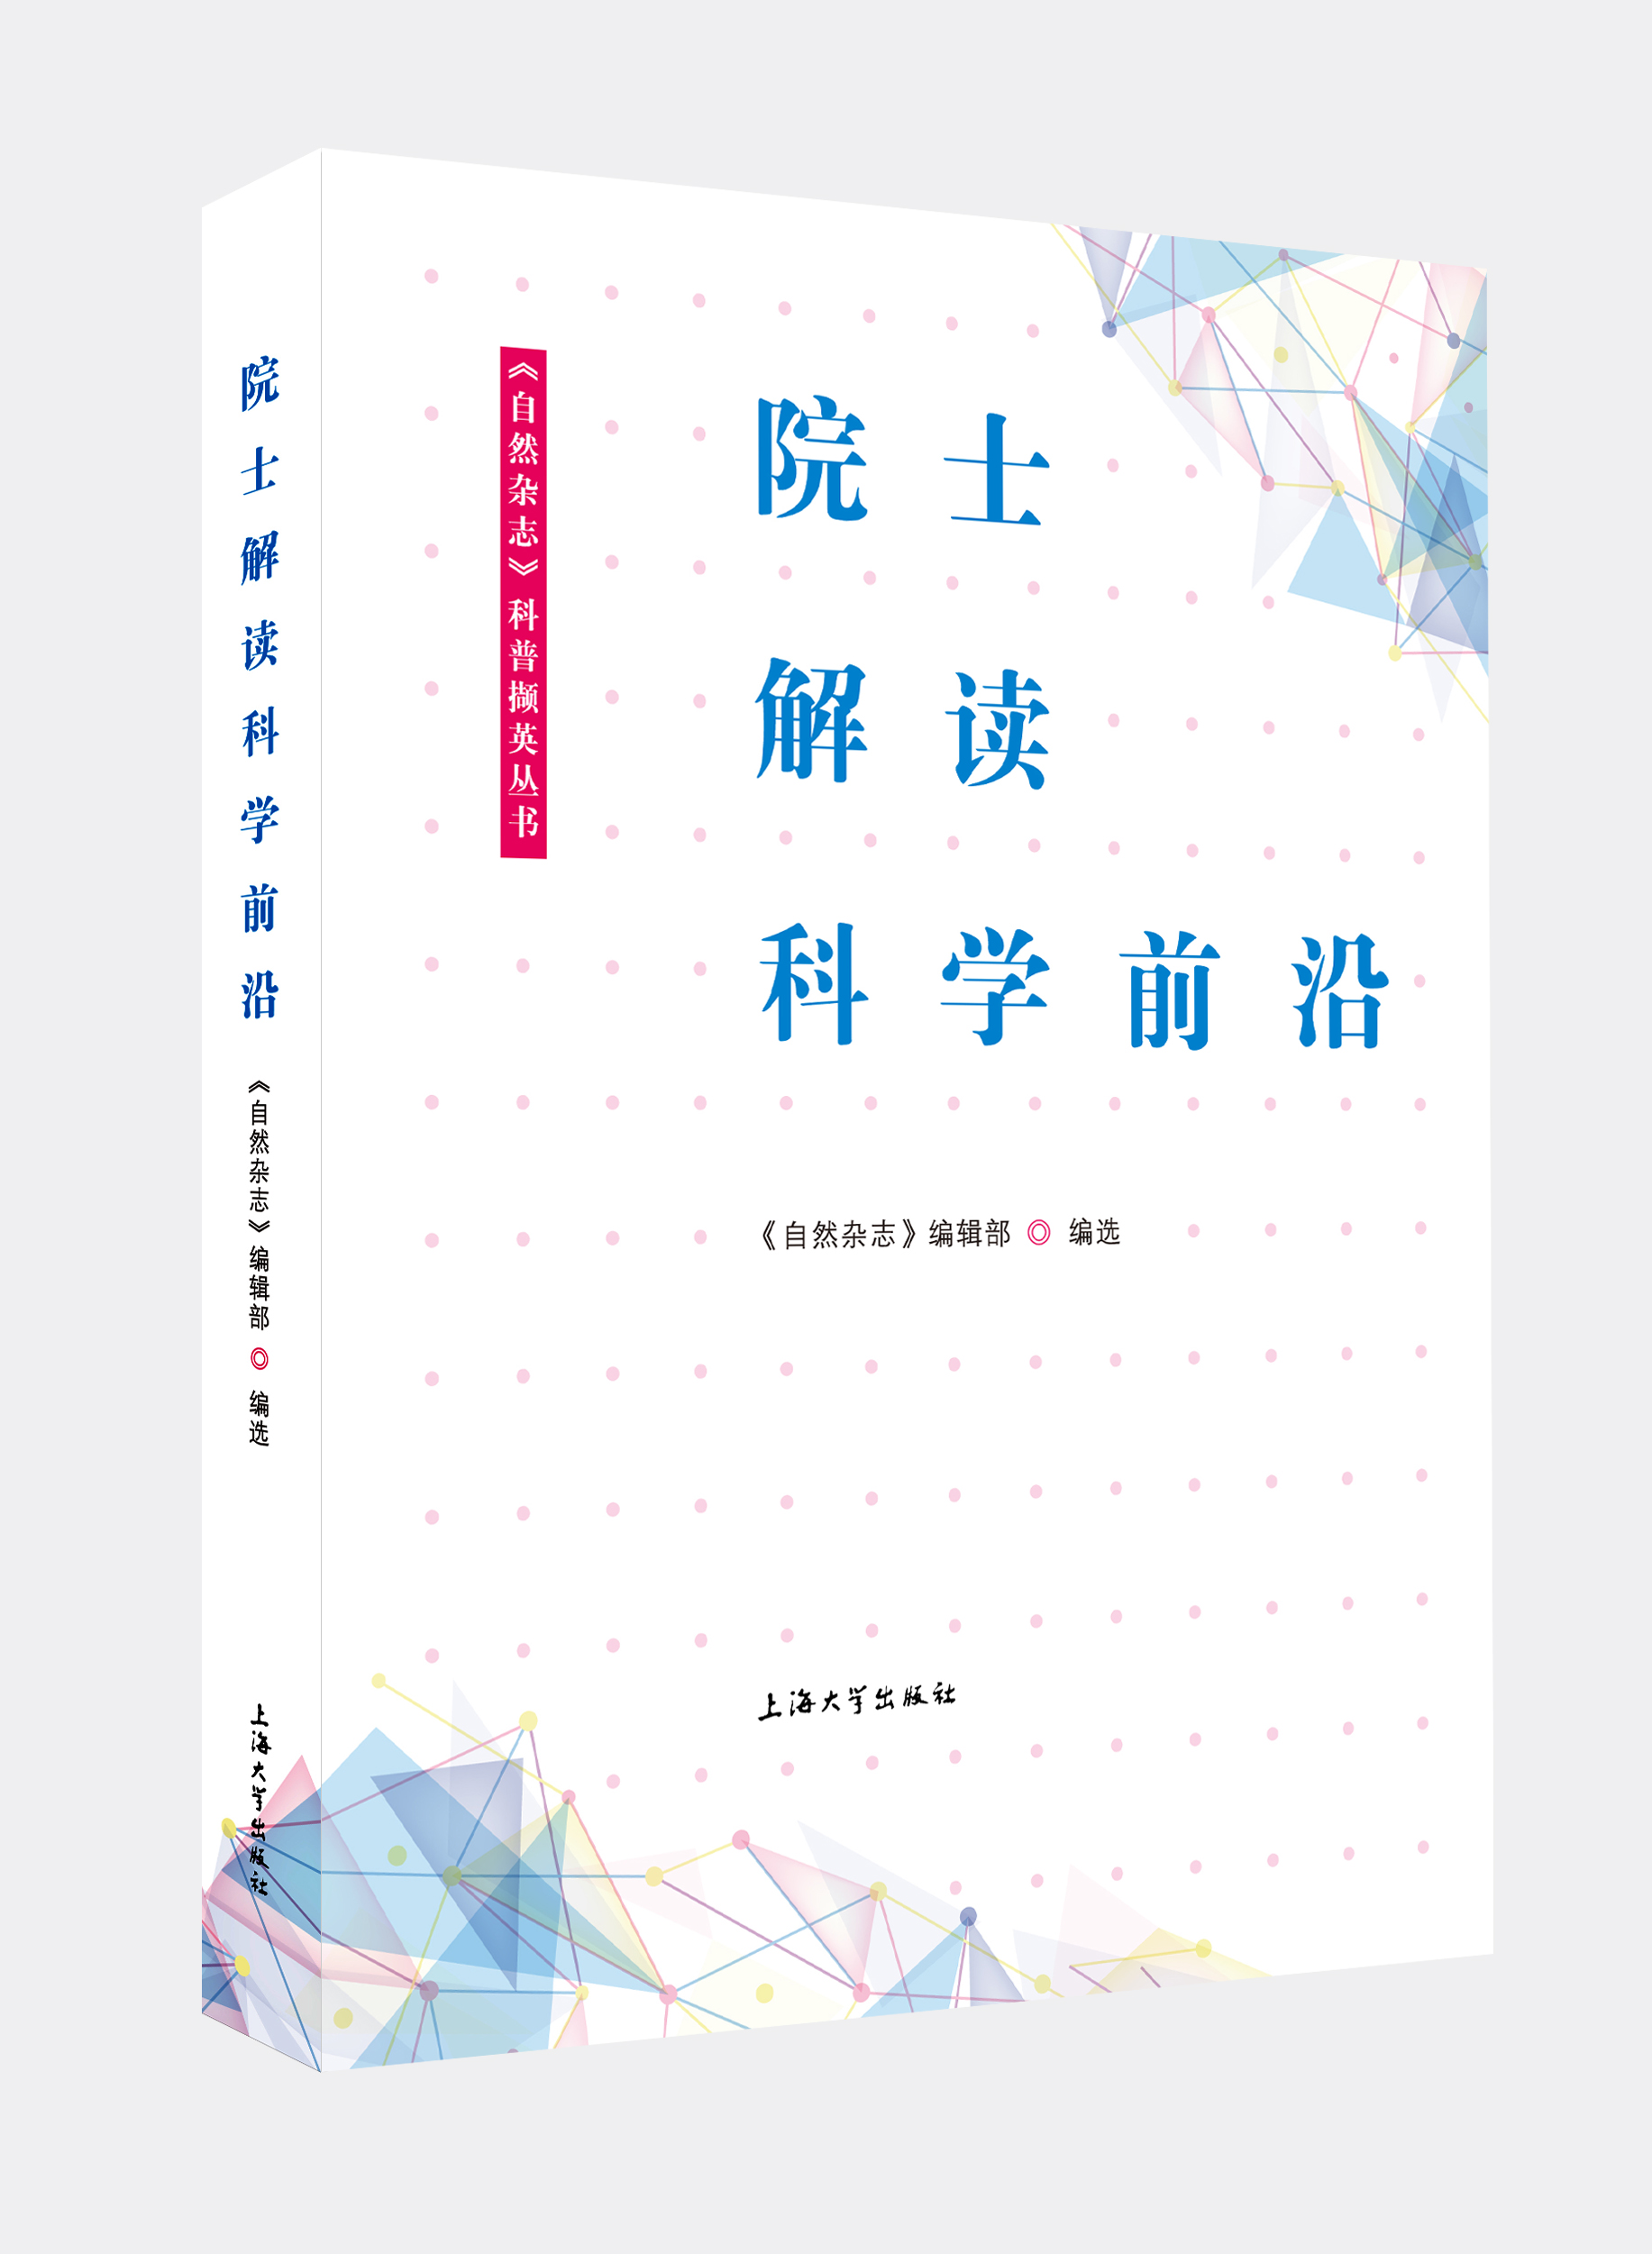 院士解读科学前沿
《自然杂志》编辑部 ◎ 编选
上海大学出版社
《自然杂志》科普撷英丛书
院士
解读
科学前沿
《自然杂志》编辑部 ◎ 编选
上海大学出版社